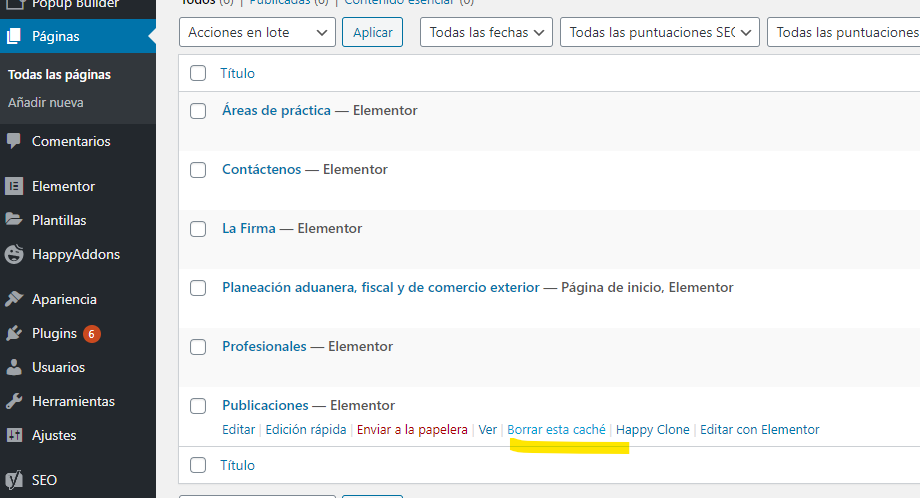 Popup Builder
Todos (6) | Publicadas (6) | Contenido esencial (0)
Páginas
Acciones en lote
Aplicar
Todas las fechas
Todas las puntuaciones SEO
Todas las puntuaciones
Todas las páginas
Añadir nueva
Comentarios
Elementor
Plantillas
HappyAddons
Apariencia
Plugins 6
Usuarios
Herramientas
Ajustes
SEO
Título
Áreas de práctica — Elementor
Contáctenos — Elementor
La Firma — Elementor
Planeación aduanera, fiscal y de comercio exterior — Página de inicio, Elementor
Profesionales — Elementor
Publicaciones — Elementor
Editar | Edición rápida | Enviar a la papelera | Ver | Borrar esta caché | Happy Clone | Editar con Elementor
Título